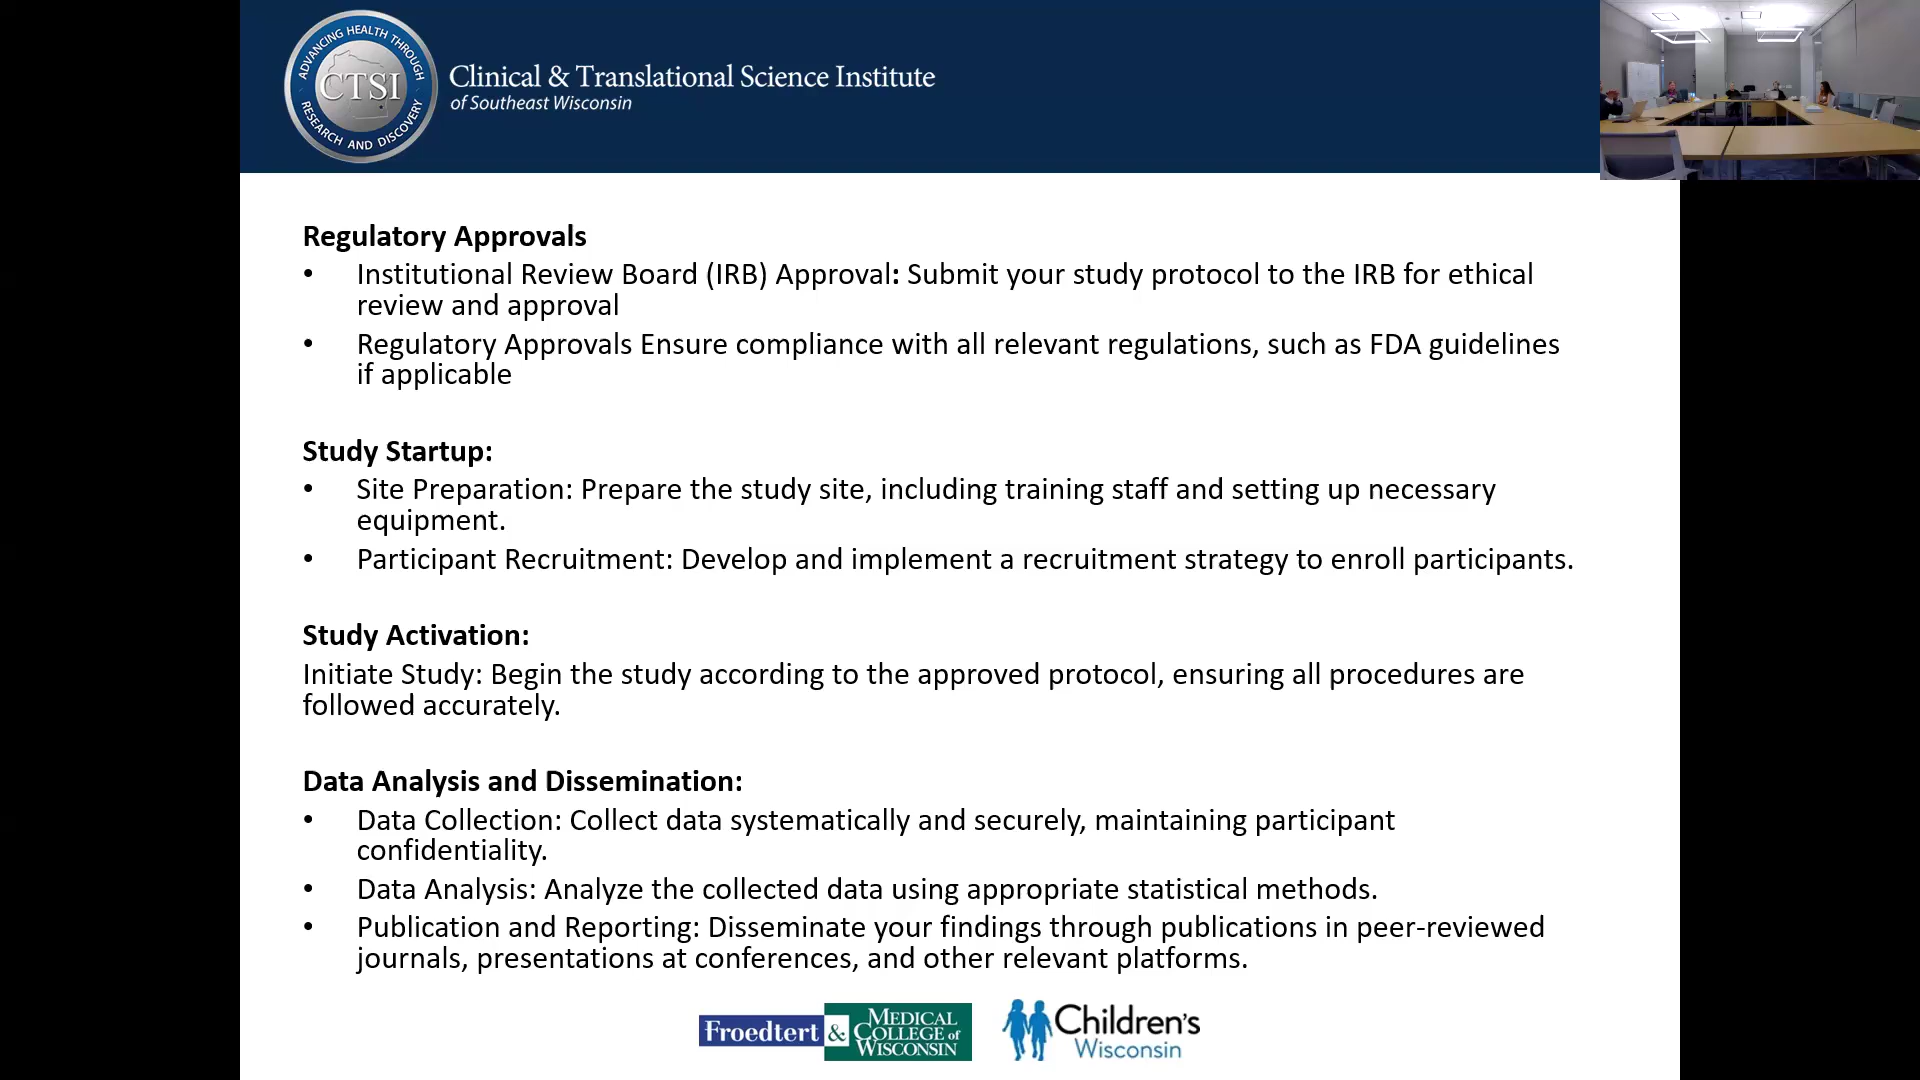 ADVANCING HEALTH THROUGH
CTSI
RESEARCH AND DISCOVERY
Clinical & Translational Science Institute
of Southeast Wisconsin
Regulatory Approvals
• Institutional Review Board (IRB) Approval: Submit your study protocol to the IRB for ethical
review and approval
• Regulatory Approvals Ensure compliance with all relevant regulations, such as FDA guidelines
if applicable
Study Startup:
• Site Preparation: Prepare the study site, including training staff and setting up necessary
equipment.
• Participant Recruitment: Develop and implement a recruitment strategy to enroll participants.
Study Activation:
Initiate Study: Begin the study according to the approved protocol, ensuring all procedures are
followed accurately.
Data Analysis and Dissemination:
• Data Collection: Collect data systematically and securely, maintaining participant
confidentiality.
• Data Analysis: Analyze the collected data using appropriate statistical methods.
• Publication and Reporting: Disseminate your findings through publications in peer-reviewed
journals, presentations at conferences, and other relevant platforms.
Froedtert &
MEDICAL
COLLEGE of
WISCONSIN
Children's
Wisconsin